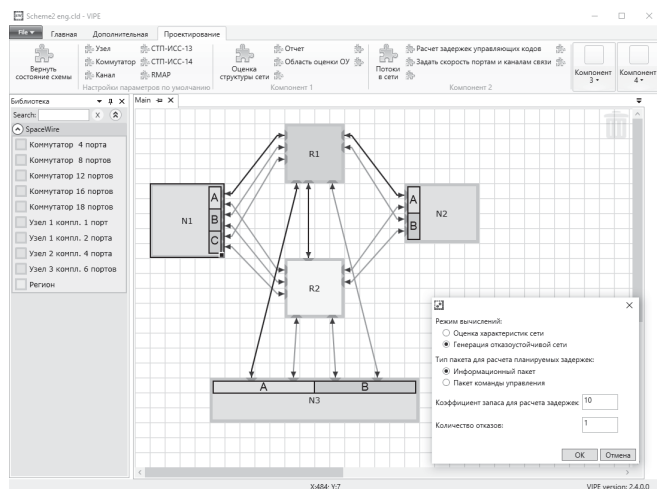 Scheme2 eng.cld - VIPE
File
Главная
Дополнительная
Проектирование
Вернуть состояние схемы
Узел
Коммутатор
Канал
СТП-ИСС-13
СТП-ИСС-14
RMAP
Настройки параметров по умолчанию
Оценка структуры сети
Отчет
Область оценки ОУ
Компонент 1
Потоки в сети
Расчет задержек управляющих кодов
Задать скорость портам и каналам связи
Компонент 2
Компонент 3
Компонент 4
Библиотека
Search:
X
SpaceWire
Коммутатор 4 порта
Коммутатор 8 портов
Коммутатор 12 портов
Коммутатор 16 портов
Коммутатор 18 портов
Узел 1 компл. 1 порт
Узел 1 компл. 2 порта
Узел 2 компл. 4 порта
Узел 3 компл. 6 портов
Регион
Main
R1
N1
A
B
C
A
B
N2
R2
A
B
N3
Режим вычислений:
Оценка характеристик сети
Генерация отказоустойчивой сети
Тип пакета для расчета планируемых задержек:
Информационный пакет
Пакет команды управления
Коэффициент запаса для расчета задержек
10
Количество отказов:
1
OK
Отмена
X:484; Y:7
VIPE version: 2.4.0.0